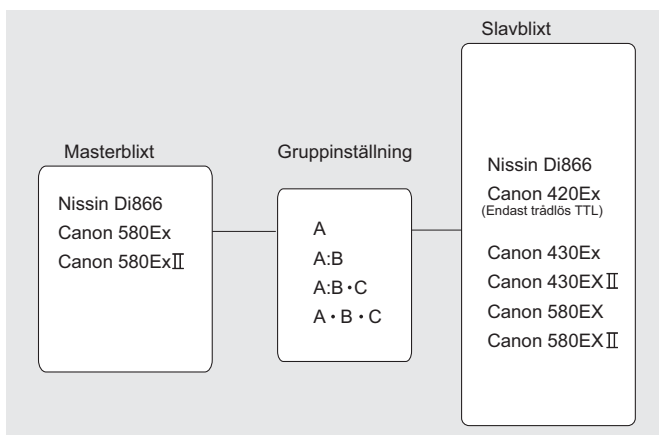 Masterblixt
Nissin Di866
Canon 580Ex
Canon 580ExⅡ
Gruppinställning
A
A:B
A:B・C
A・B・C
Slavblixt
Nissin Di866
Canon 420Ex
(Endast trådlös TTL)
Canon 430Ex
Canon 430EXⅡ
Canon 580EX
Canon 580EXⅡ